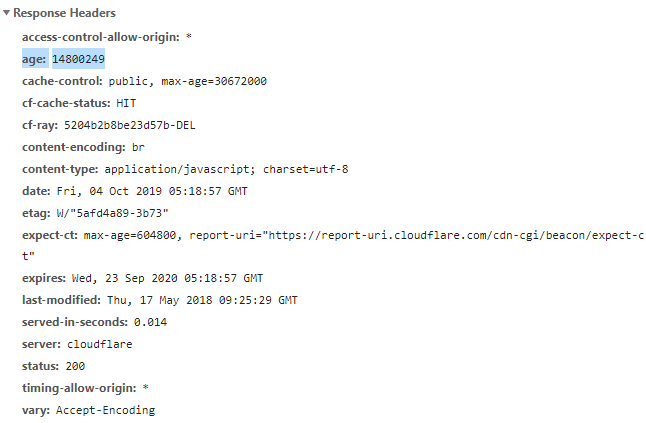 Response Headers
access-control-allow-origin: *
age: 14800249
cache-control: public, max-age=30672000
cf-cache-status: HIT
cf-ray: 5204b2b8be23d57b-DEL
content-encoding: br
content-type: application/javascript; charset=utf-8
date: Fri, 04 Oct 2019 05:18:57 GMT
etag: W/"5afd4a89-3b73"
expect-ct: max-age=604800, report-uri="https://report-uri.cloudflare.com/cdn-cgi/beacon/expect-c
t"
expires: Wed, 23 Sep 2020 05:18:57 GMT
last-modified: Thu, 17 May 2018 09:25:29 GMT
served-in-seconds: 0.014
server: cloudflare
status: 200
timing-allow-origin: *
vary: Accept-Encoding